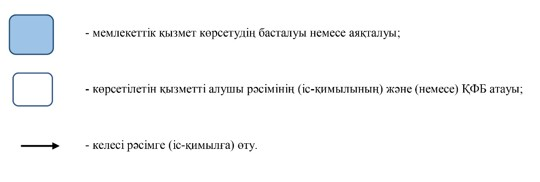 - мемлекеттік қызмет көрсетудің басталуы немесе аяқталуы;
- көрсетілетін қызметті алушы рәсімінің (іс-қимылының) және (немесе) ҚФБ атауы;
- келесі рәсімге (іс-қимылға) өту.